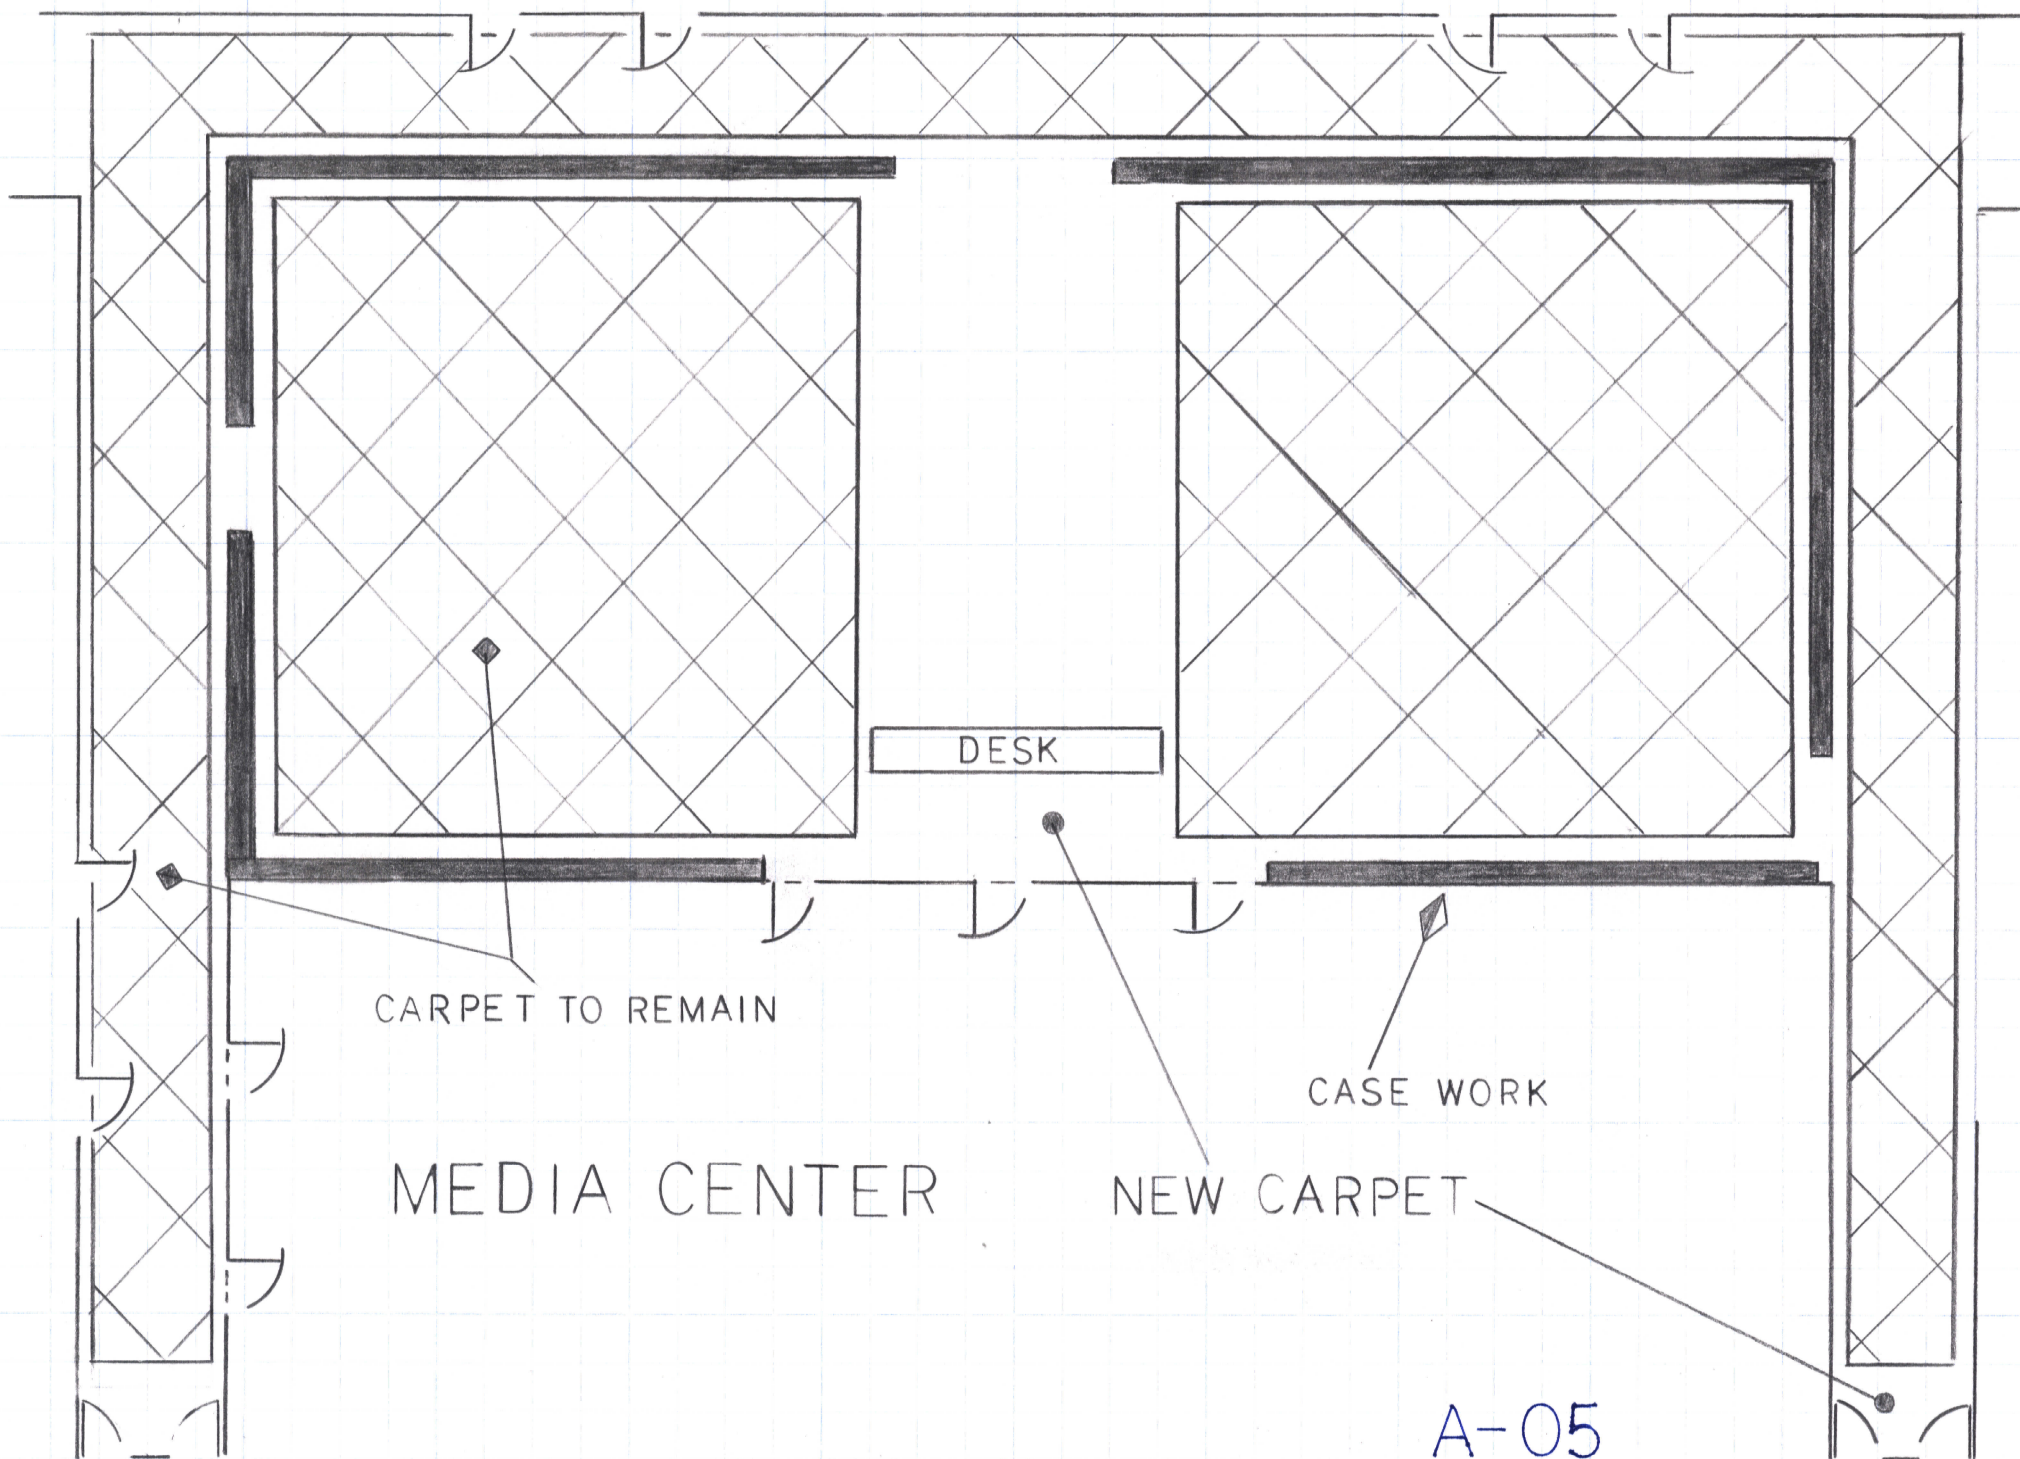 DESK
CARPET TO REMAIN
CASE WORK
MEDIA CENTER
NEW CARPET
A-05